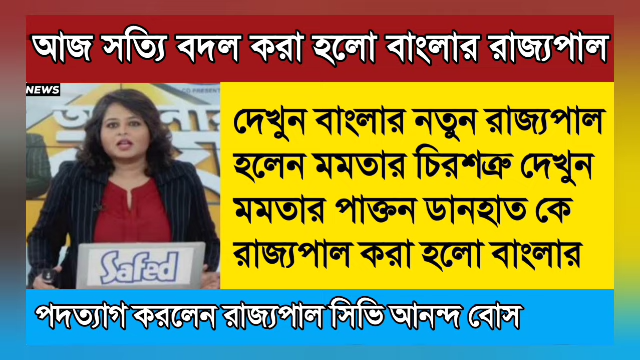 আজ সত্যি বদল করা হলো বাংলার রাজ্যপাল
NEWS
দেখুন বাংলার নতুন রাজ্যপাল
হলেন মমতার চিরশত্রু দেখুন
মমতার পাক্তন ডানহাত কে
রাজ্যপাল করা হলো বাংলার
Safed
পদত্যাগ করলেন রাজ্যপাল সিভি আনন্দ বোস